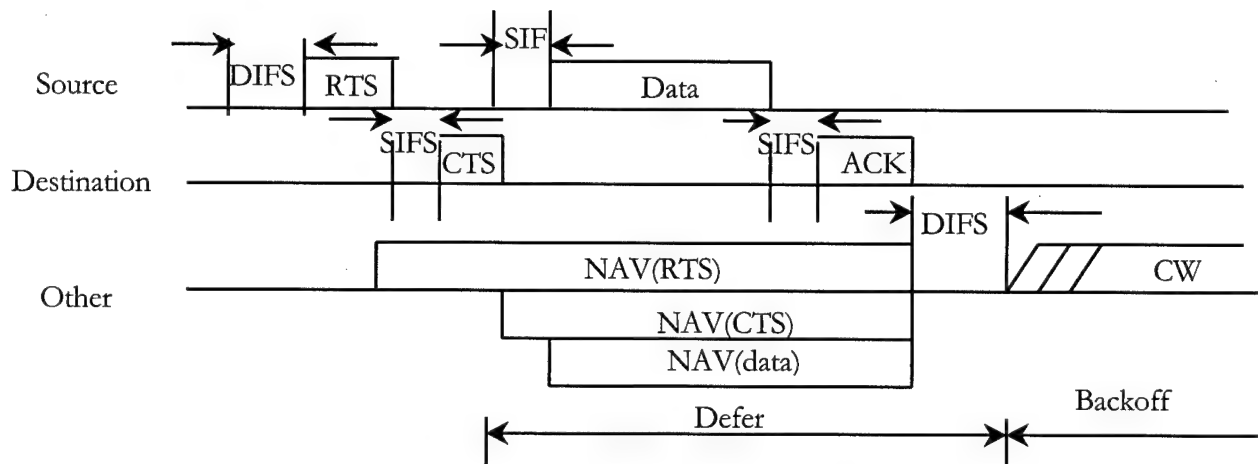 SIF
DIFS
RTS
Source
Data
SIFS
CTS
SIFS
ACK
Destination
DIFS
NAV(RTS)
CW
Other
NAV(CTS)
NAV(data)
Defer
Backoff